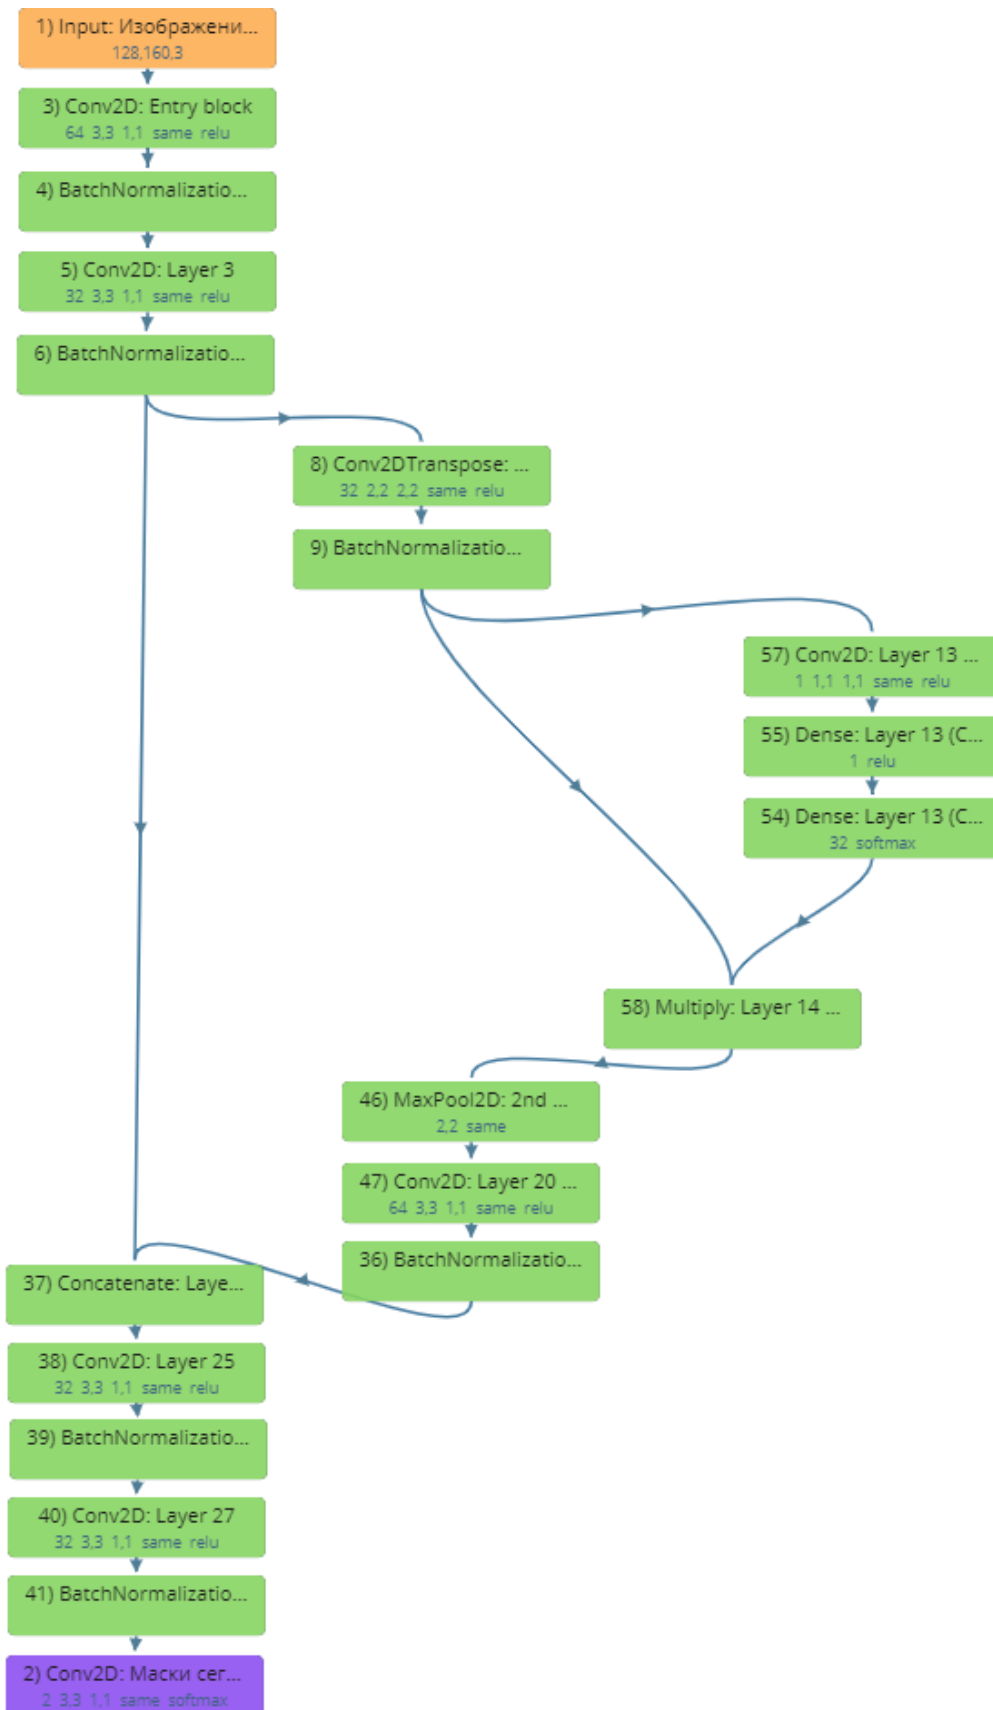 1) Input: Изображени...
128,160,3
3) Conv2D: Entry block
64 3,3 1,1 same relu
4) BatchNormalizatio...
5) Conv2D: Layer 3
32 3,3 1,1 same relu
6) BatchNormalizatio...
8) Conv2DTranspose: ...
32 2,2 2,2 same relu
9) BatchNormalizatio...
57) Conv2D: Layer 13 ...
1 1,1 1,1 same relu
55) Dense: Layer 13 (C...
1 relu
54) Dense: Layer 13 (C...
32 softmax
58) Multiply: Layer 14 ...
46) MaxPool2D: 2nd ...
2,2 same
47) Conv2D: Layer 20 ...
64 3,3 1,1 same relu
36) BatchNormalizatio...
37) Concatenate: Laye...
38) Conv2D: Layer 25
32 3,3 1,1 same relu
39) BatchNormalizatio...
40) Conv2D: Layer 27
32 3,3 1,1 same relu
41) BatchNormalizatio...
2) Conv2D: Маски сег...
2 3,3 1,1 same softmax